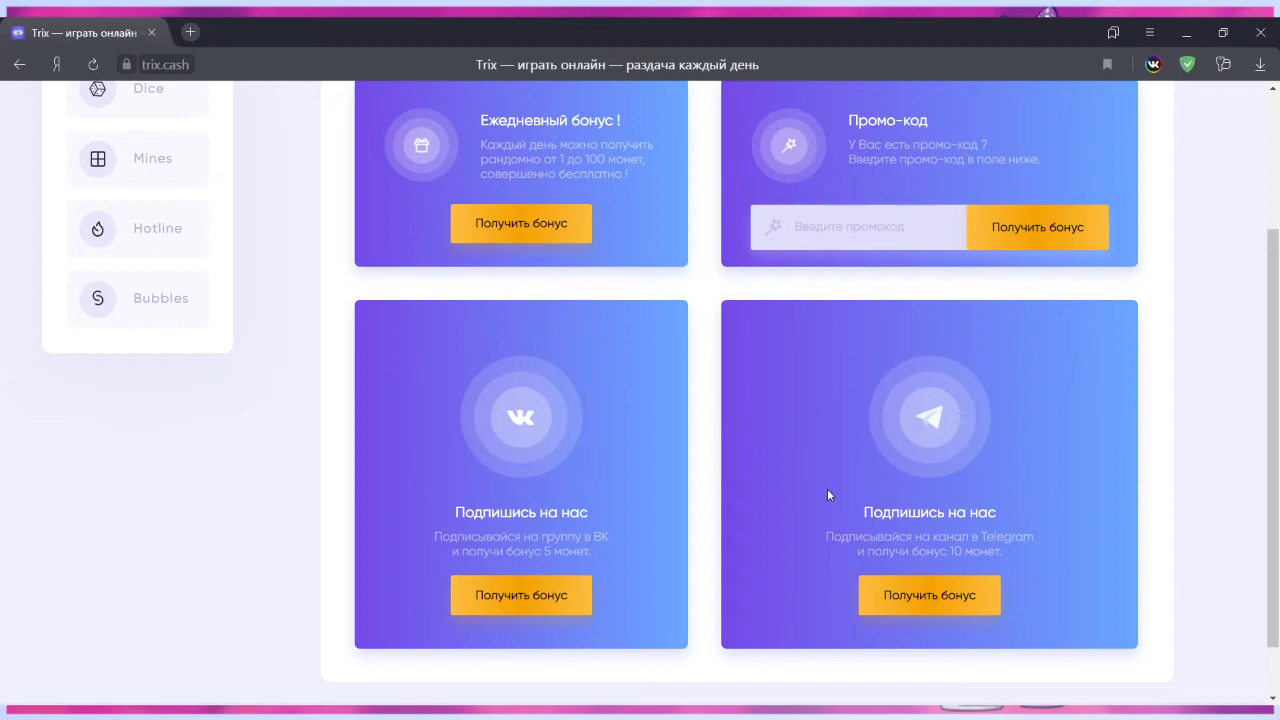 Trix — играть онлайн
trix.cash
Trix — играть онлайн — раздача каждый день
Dice
Mines
Hotline
Bubbles
Ежедневный бонус !
Каждый день можно получить
рандомно от 1 до 100 монет,
совершенно бесплатно !
Получить бонус
Промо-код
У Вас есть промо-код ?
Введите промо-код в поле ниже.
Введите промокод
Получить бонус
Подпишись на нас
Подписывайся на группу в ВК
и получи бонус 5 монет.
Получить бонус
Подпишись на нас
Подписывайся на канал в Telegram
и получи бонус 10 монет.
Получить бонус